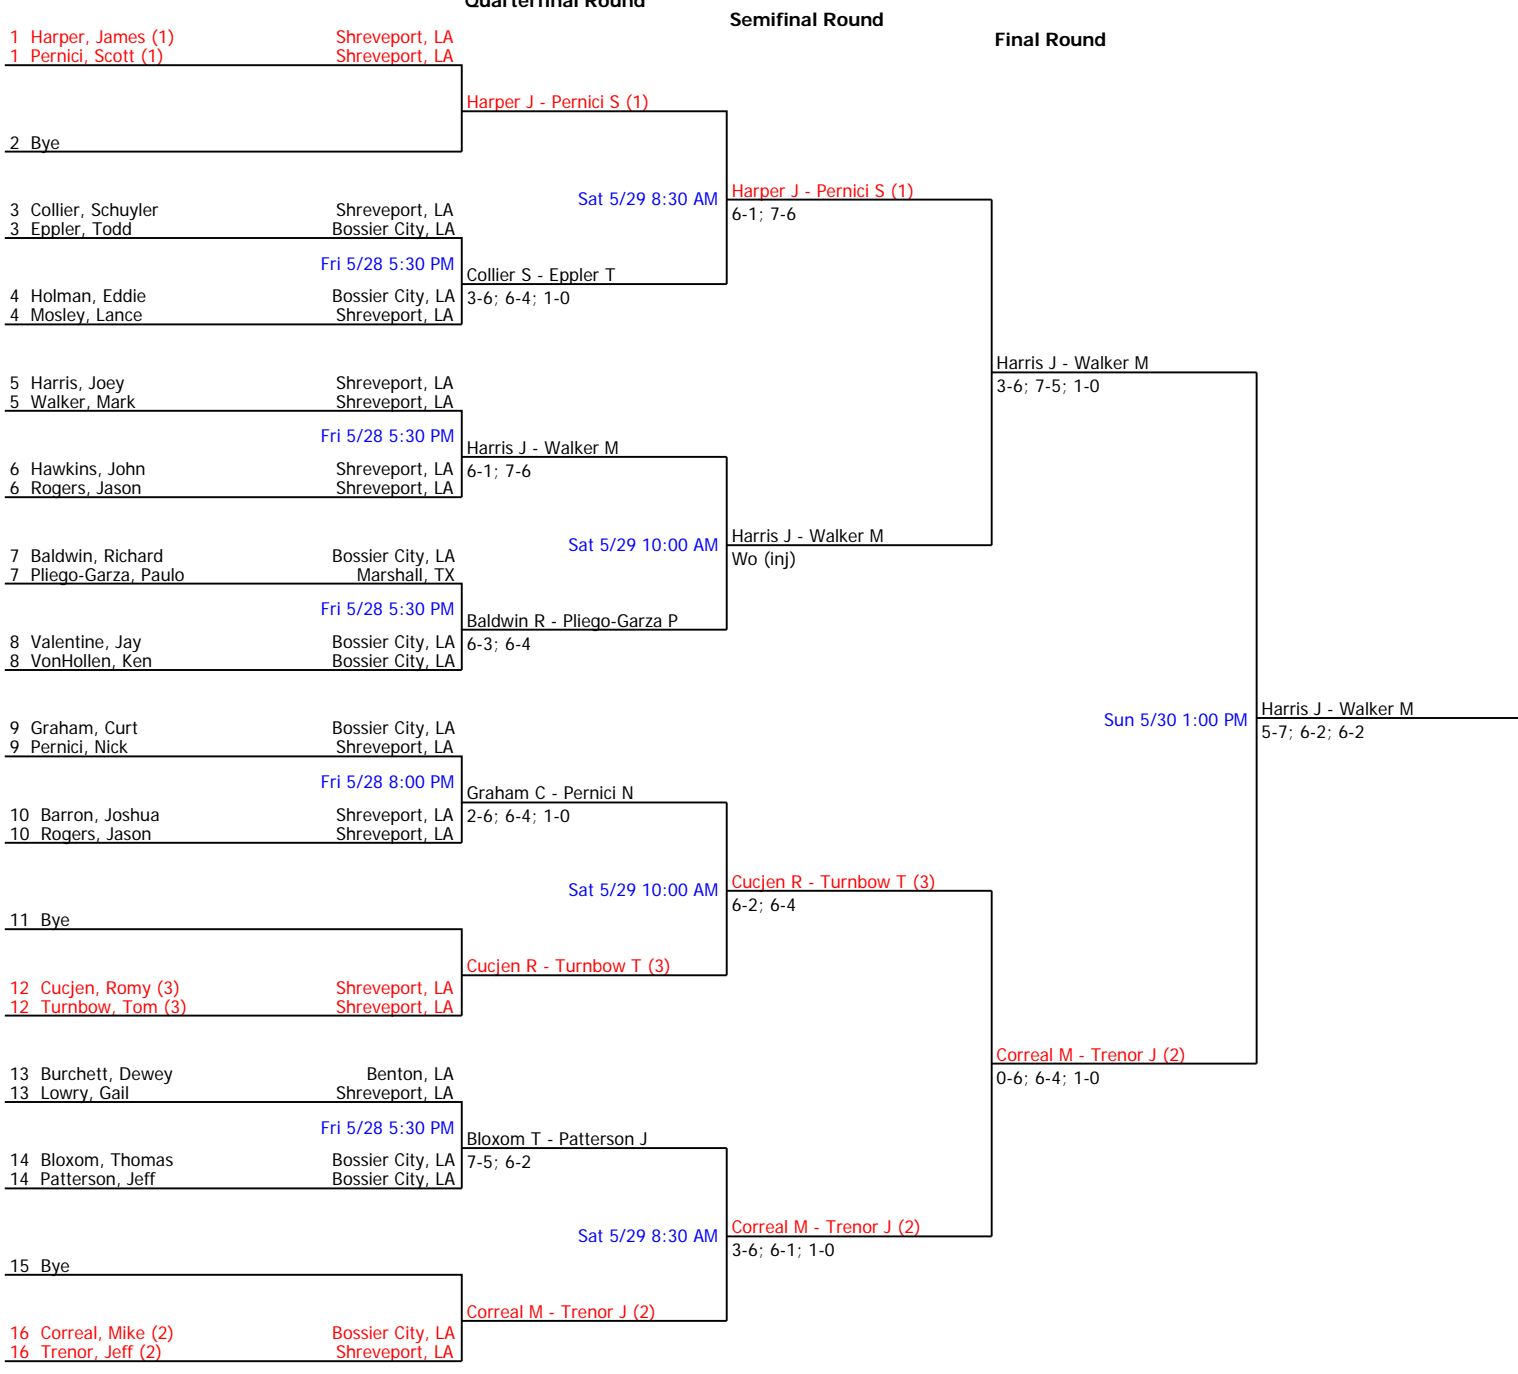 Quarterfinal Round
Semifinal Round
Final Round
1 Harper, James (1) Shreveport, LA
1 Pernici, Scott (1) Shreveport, LA
Harper J - Pernici S (1)
2 Bye
Sat 5/29 8:30 AM Harper J - Pernici S (1)
6-1; 7-6
3 Collier, Schuyler Shreveport, LA
3 Eppler, Todd Bossier City, LA
Fri 5/28 5:30 PM Collier S - Eppler T
4 Holman, Eddie Bossier City, LA 3-6; 6-4; 1-0
4 Mosley, Lance Shreveport, LA
Harris J - Walker M
3-6; 7-5; 1-0
5 Harris, Joey Shreveport, LA
5 Walker, Mark Shreveport, LA
Fri 5/28 5:30 PM Harris J - Walker M
6 Hawkins, John Shreveport, LA 6-1; 7-6
6 Rogers, Jason Shreveport, LA
Sat 5/29 10:00 AM Harris J - Walker M
Wo (inj)
7 Baldwin, Richard Bossier City, LA
7 Pliego-Garza, Paulo Marshall, TX
Fri 5/28 5:30 PM Baldwin R - Pliego-Garza P
8 Valentine, Jay Bossier City, LA 6-3; 6-4
8 VonHollen, Ken Bossier City, LA
Sun 5/30 1:00 PM Harris J - Walker M
5-7; 6-2; 6-2
9 Graham, Curt Bossier City, LA
9 Pernici, Nick Shreveport, LA
Fri 5/28 8:00 PM Graham C - Pernici N
10 Barron, Joshua Shreveport, LA 2-6; 6-4; 1-0
10 Rogers, Jason Shreveport, LA
Sat 5/29 10:00 AM Cucjen R - Turnbow T (3)
6-2; 6-4
11 Bye
Cucjen R - Turnbow T (3)
12 Cucjen, Romy (3) Shreveport, LA
12 Turnbow, Tom (3) Shreveport, LA
Correal M - Trenor J (2)
0-6; 6-4; 1-0
13 Burchett, Dewey Benton, LA
13 Lowry, Gail Shreveport, LA
Fri 5/28 5:30 PM Bloxom T - Patterson J
14 Bloxom, Thomas Bossier City, LA 7-5; 6-2
14 Patterson, Jeff Bossier City, LA
Sat 5/29 8:30 AM Correal M - Trenor J (2)
3-6; 6-1; 1-0
15 Bye
Correal M - Trenor J (2)
16 Correal, Mike (2) Bossier City, LA
16 Trenor, Jeff (2) Shreveport, LA